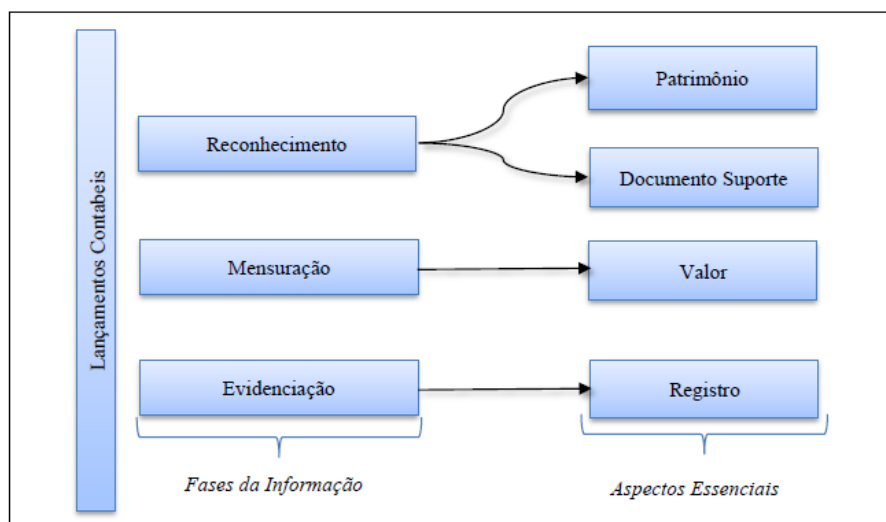 Lançamentos Contabeis
Reconhecimento
Patrimônio
Documento Suporte
Mensuração
Valor
Evidenciação
Registro
Fases da Informação
Aspectos Essenciais